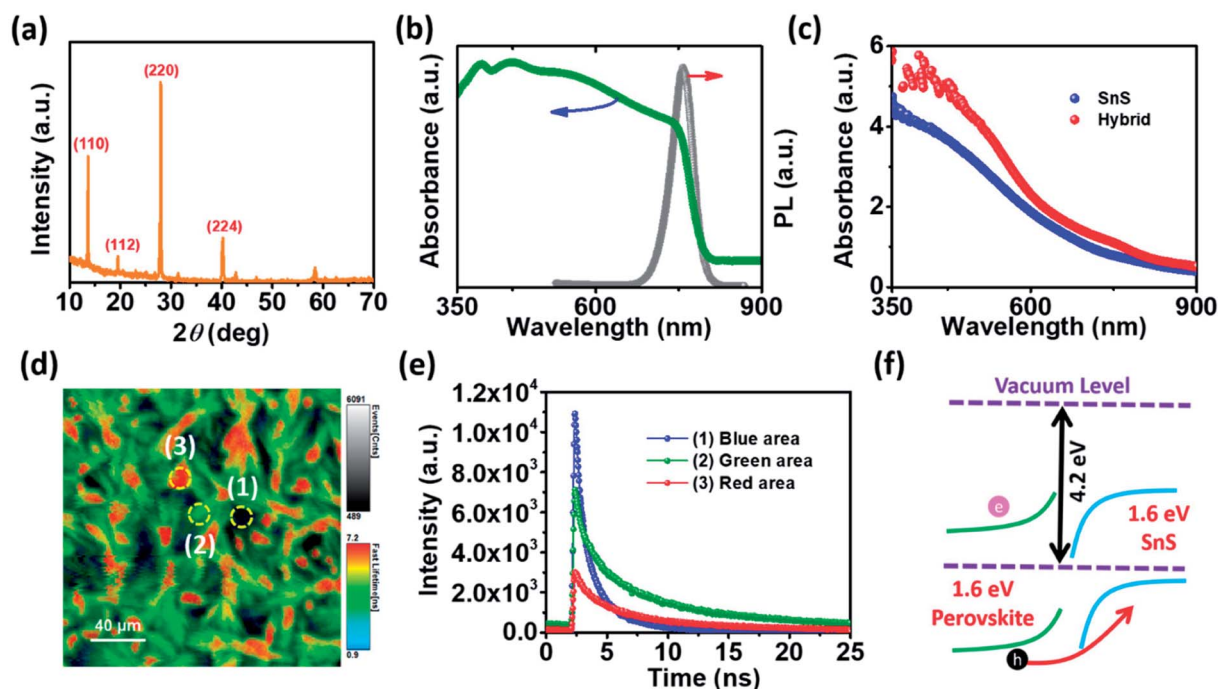 (a)
Intensity (a.u.)
(110)
(112)
(220)
(224)
10 20 30 40 50 60 70
2θ (deg)
(b)
Absorbance (a.u.)
PL (a.u.)
350 600 900
Wavelength (nm)
(c)
Absorbance (a.u.)
6
4
2
0
SnS
Hybrid
350 600 900
Wavelength (nm)
(d)
(3)
(1)
(2)
40 µm
6091
Events[Cnts]
489
7.2
Fast Lifetime[ns]
0.9
(e)
Intensity (a.u.)
1.2x10⁴
1.0x10⁴
8.0x10³
6.0x10³
4.0x10³
2.0x10³
0.0
(1) Blue area
(2) Green area
(3) Red area
0 5 10 15 20 25
Time (ns)
(f)
Vacuum Level
4.2 eV
e
1.6 eV
SnS
1.6 eV
Perovskite
h